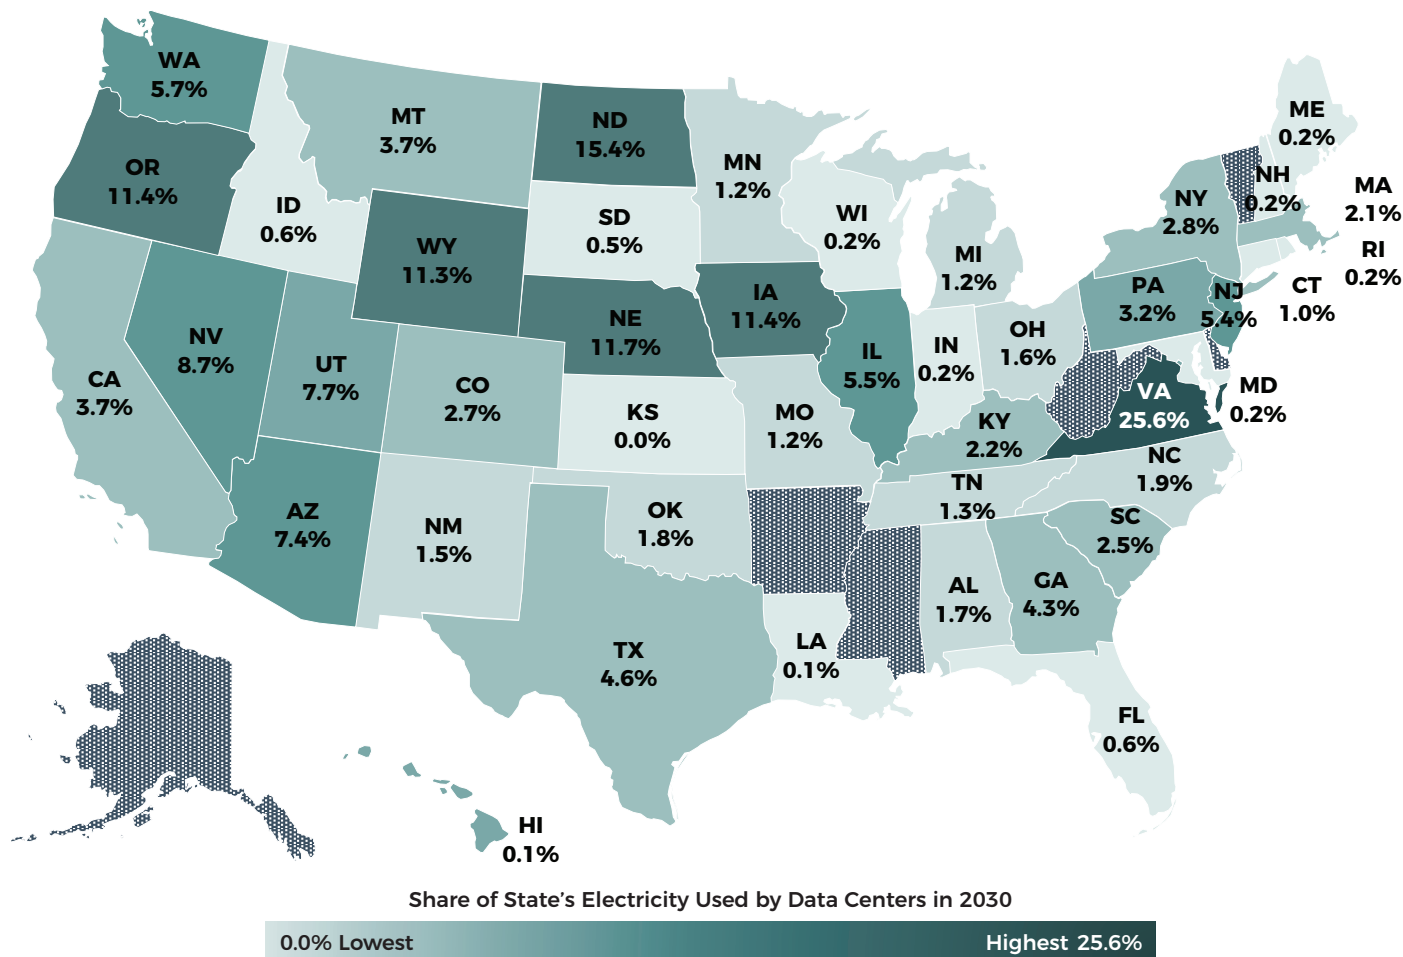 WA
5.7%
OR
11.4%
ID
0.6%
MT
3.7%
ND
15.4%
SD
0.5%
WY
11.3%
NE
11.7%
MN
1.2%
IA
11.4%
WI
0.2%
MI
1.2%
NY
2.8%
NH
0.2%
ME
0.2%
MA
2.1%
RI
0.2%
CT
1.0%
NJ
5.4%
PA
3.2%
MD
0.2%
VA
25.6%
OH
1.6%
IN
0.2%
IL
5.5%
KY
2.2%
NC
1.9%
TN
1.3%
SC
2.5%
GA
4.3%
AL
1.7%
FL
0.6%
LA
0.1%
MO
1.2%
KS
0.0%
OK
1.8%
TX
4.6%
NM
1.5%
CO
2.7%
UT
7.7%
AZ
7.4%
NV
8.7%
CA
3.7%
HI
0.1%
Share of State's Electricity Used by Data Centers in 2030
0.0% Lowest
Highest 25.6%